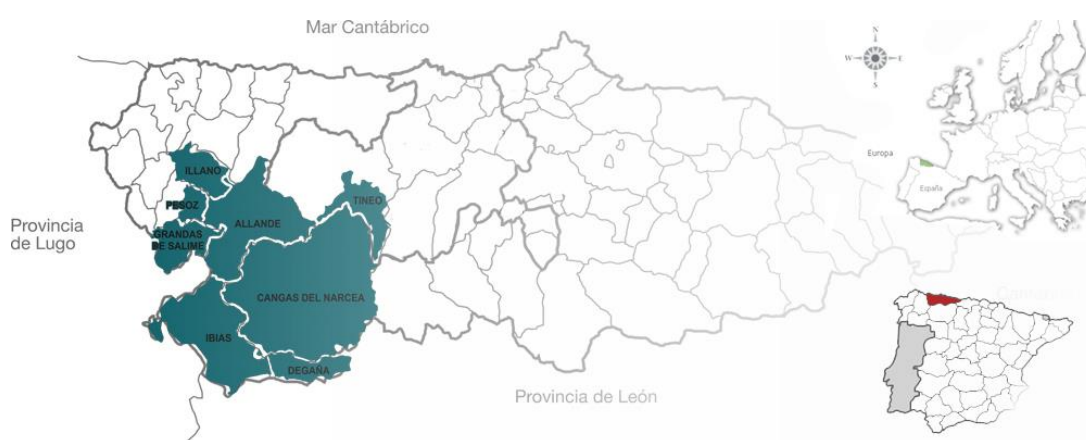 Mar Cantábrico
N
W
E
S
Europa
España
ILLANO
PESOZ
TINEO
ALLANDE
Provincia
de Lugo
GRANDAS
DE SALIME
CANGAS DEL NARCEA
IBIAS
DEGAÑA
Provincia de León